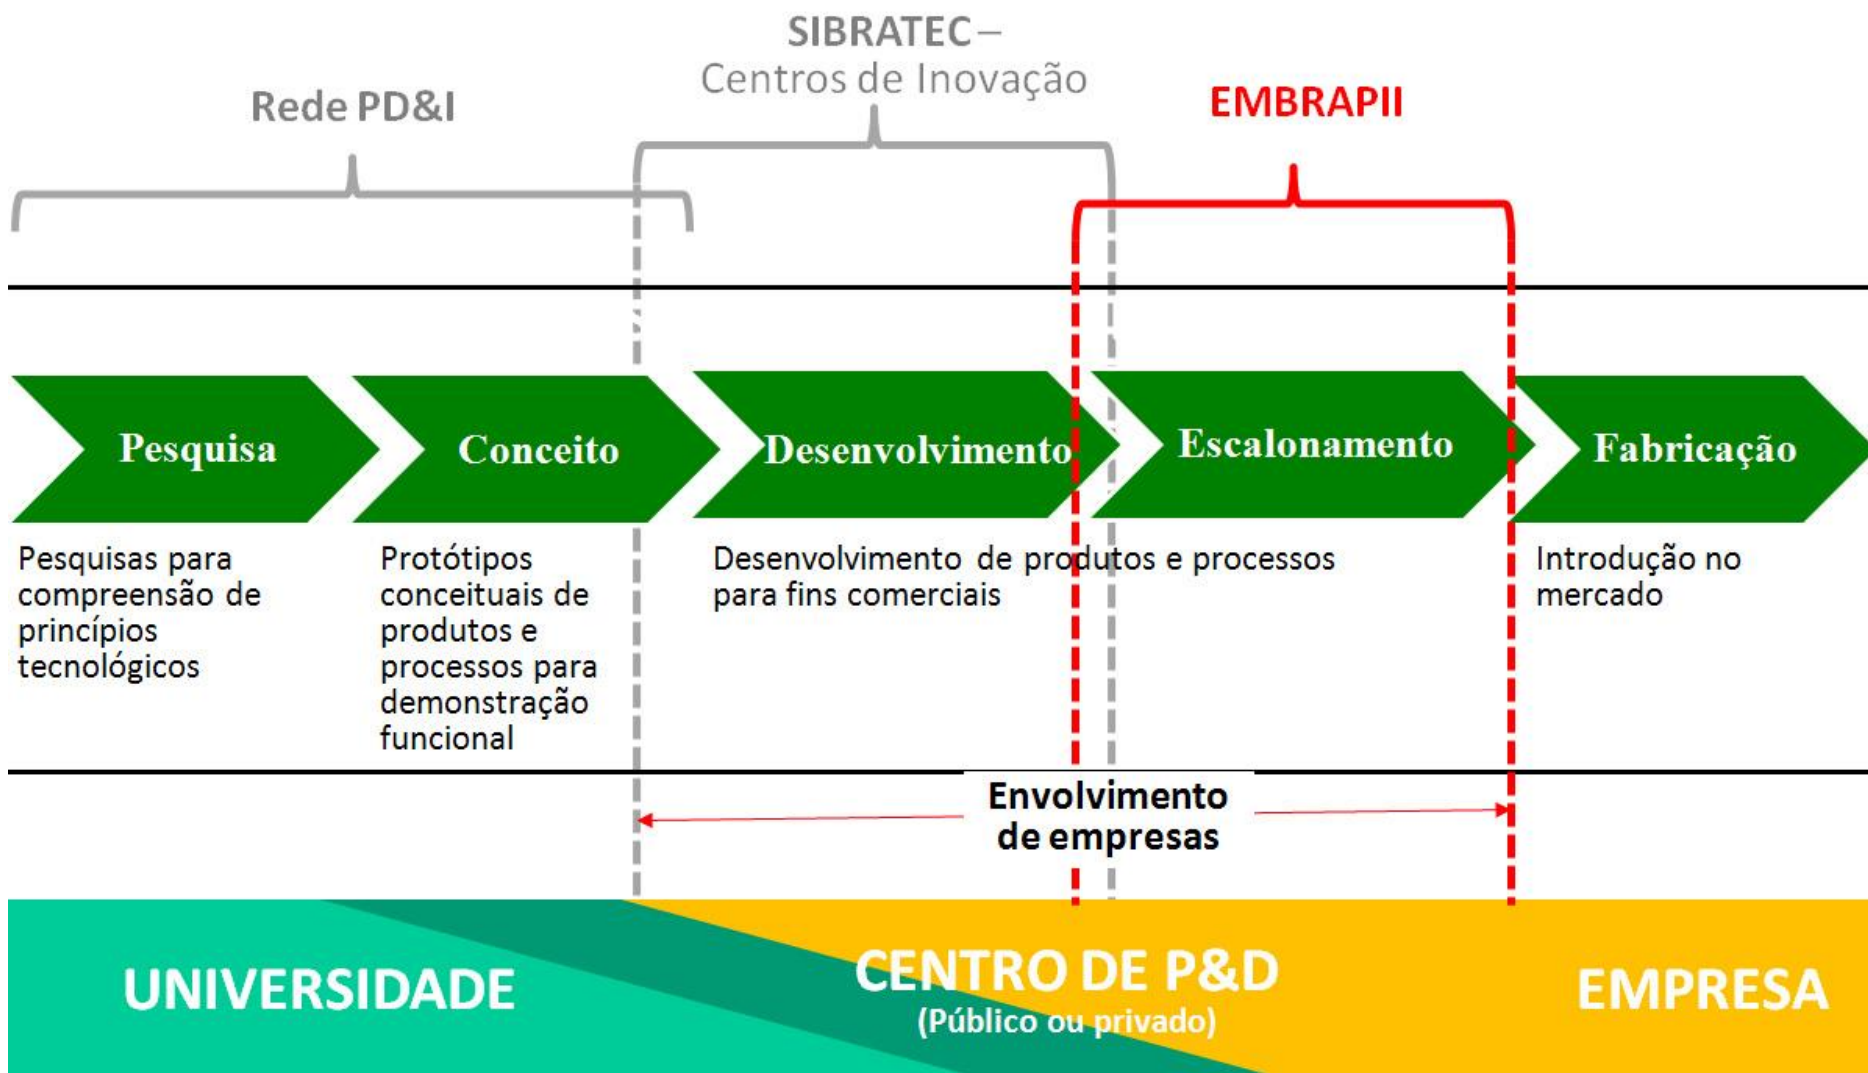 SIBRATEC –
Centros de Inovação
Rede PD&I
EMBRAPII
Pesquisa
Conceito
Desenvolvimento
Escalonamento
Fabricação
Pesquisas para
compreensão de
princípios
tecnológicos
Protótipos
conceituais de
produtos e
processos para
demonstração
funcional
Desenvolvimento de produtos e processos
para fins comerciais
Introdução no
mercado
Envolvimento
de empresas
UNIVERSIDADE
CENTRO DE P&D
(Público ou privado)
EMPRESA